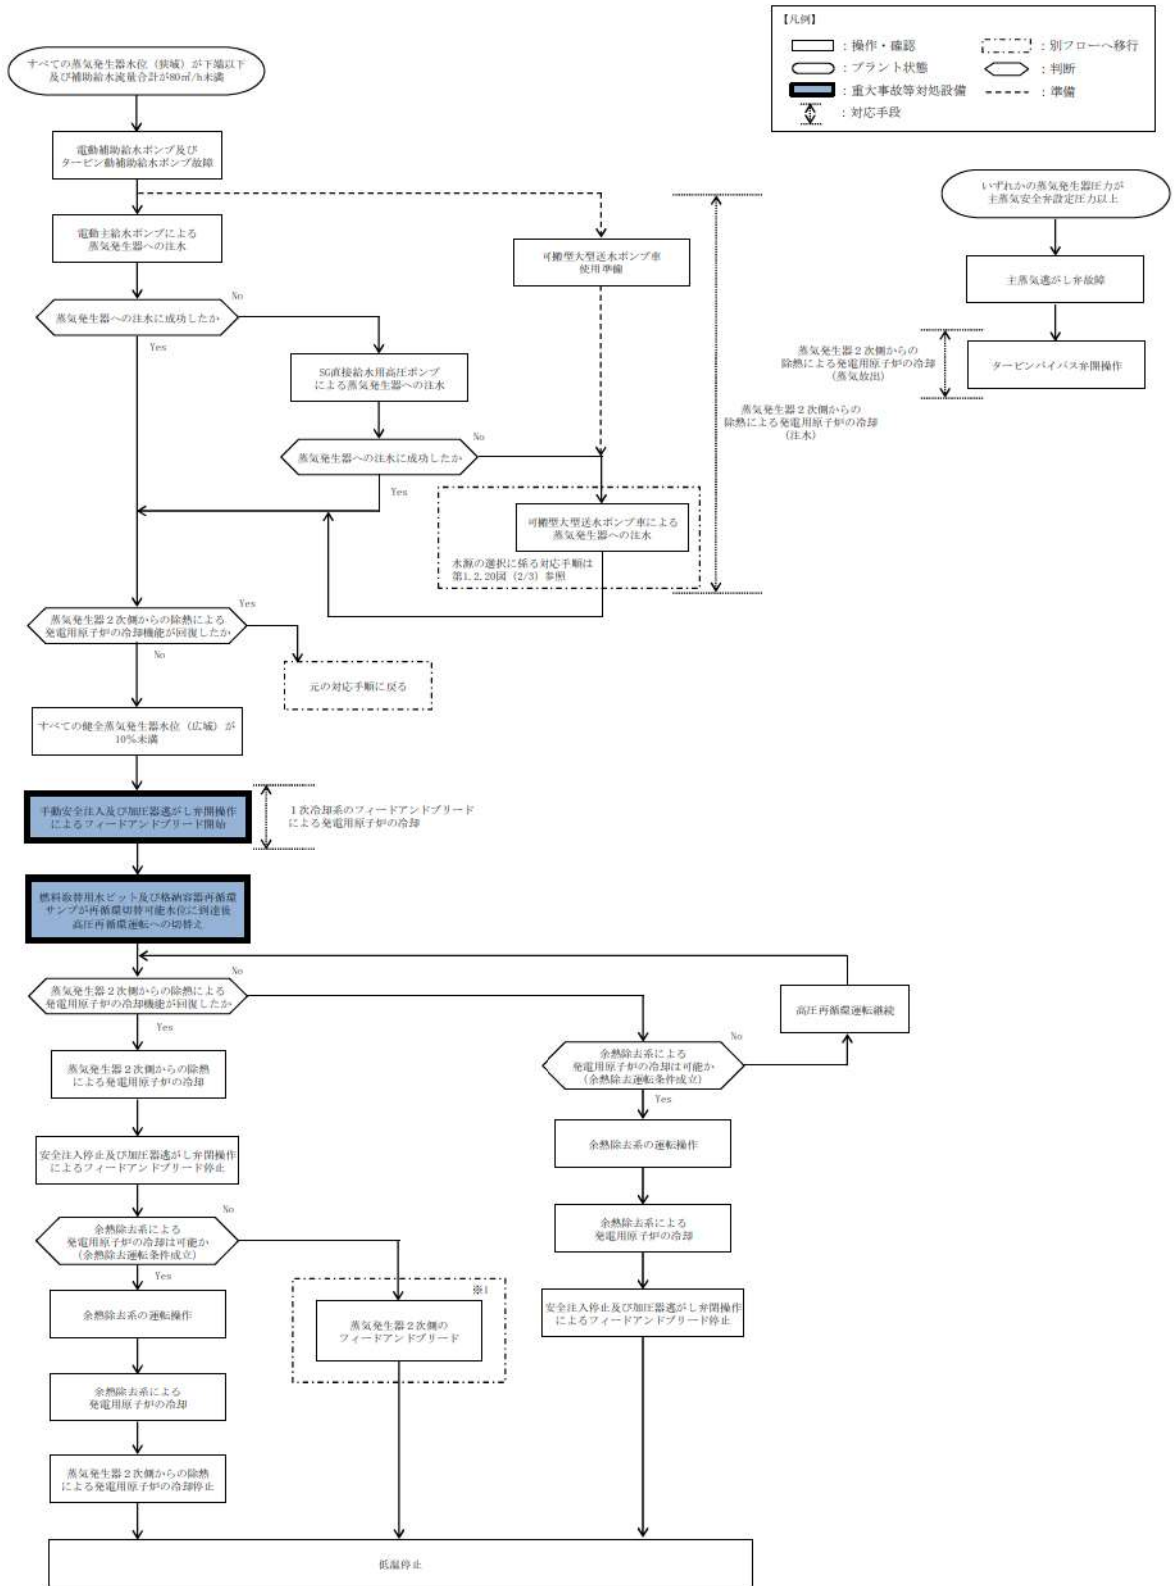 【凡例】
：操作・確認
：プラント状態
：重大事故等対処設備
：対応手段
：別フローへ移行
：判断
：準備
すべての蒸気発生器水位（狭域）が下端以下
及び補助給水流量合計が80㎥/h未満
電動補助給水ポンプ及び
タービン動補助給水ポンプ故障
電動主給水ポンプによる
蒸気発生器への注水
可搬型大型送水ポンプ車
使用準備
蒸気発生器への注水に成功したか
No
Yes
SG直接給水用高圧ポンプ
による蒸気発生器への注水
蒸気発生器への注水に成功したか
No
Yes
可搬型大型送水ポンプ車による
蒸気発生器への注水
水源の選択に係る対応手順は
第1.2.20図（2/3）参照
蒸気発生器２次側からの
除熱による発電用原子炉の冷却
（注水）
いずれかの蒸気発生器圧力が
主蒸気安全弁設定圧力以上
主蒸気逃がし弁故障
タービンバイパス弁開操作
蒸気発生器２次側からの
除熱による発電用原子炉の冷却
（蒸気放出）
蒸気発生器２次側からの除熱による
発電用原子炉の冷却機能が回復したか
Yes
No
元の対応手順に戻る
すべての健全蒸気発生器水位（広域）が
10％未満
手動安全注入及び加圧器逃がし弁開操作
によるフィードアンドブリード開始
１次冷却系のフィードアンドブリード
による発電用原子炉の冷却
燃料取替用水ピット及び格納容器再循環
サンプが再循環切替可能水位に到達後
高圧再循環運転への切替え
蒸気発生器２次側からの除熱による
発電用原子炉の冷却機能が回復したか
No
Yes
高圧再循環運転継続
余熱除去系による
発電用原子炉の冷却は可能か
（余熱除去運転条件成立）
No
Yes
蒸気発生器２次側からの除熱
による発電用原子炉の冷却
余熱除去系の運転操作
安全注入停止及び加圧器逃がし弁閉操作
によるフィードアンドブリード停止
余熱除去系による
発電用原子炉の冷却
余熱除去系による
発電用原子炉の冷却は可能か
（余熱除去運転条件成立）
No
Yes
安全注入停止及び加圧器逃がし弁閉操作
によるフィードアンドブリード停止
余熱除去系の運転操作
※1
蒸気発生器２次側の
フィードアンドブリード
余熱除去系による
発電用原子炉の冷却
蒸気発生器２次側からの除熱
による発電用原子炉の冷却停止
低温停止